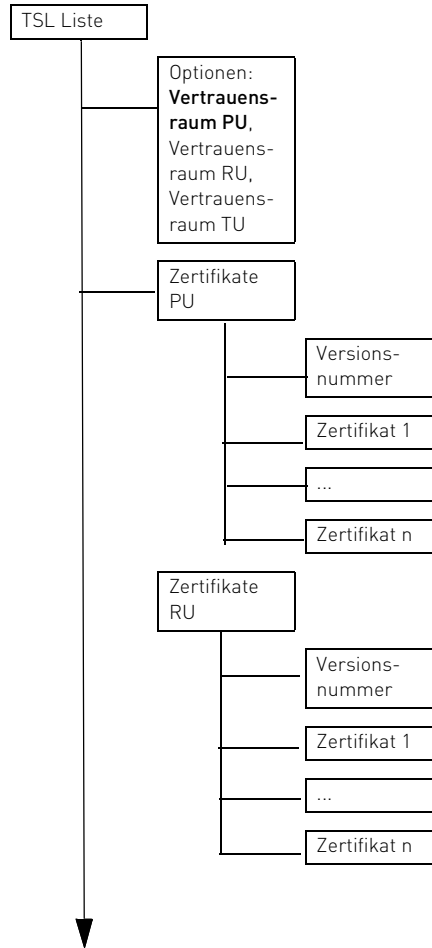 TSL Liste
Optionen:
Vertrauens-
raum PU,
Vertrauens-
raum RU,
Vertrauens-
raum TU
Zertifikate
PU
Versions-
nummer
Zertifikat 1
...
Zertifikat n
Zertifikate
RU
Versions-
nummer
Zertifikat 1
...
Zertifikat n